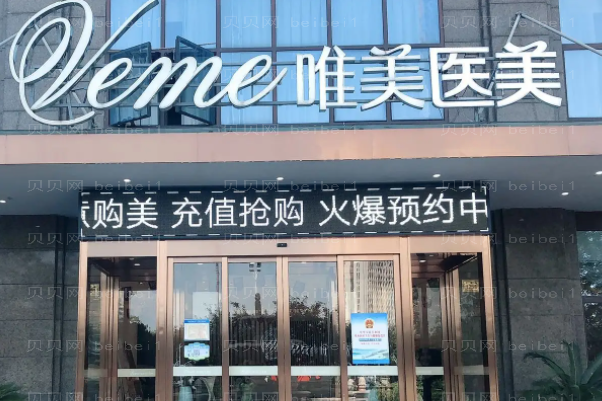 Veme 唯美医美
购美 充值抢购 火爆预约中
贝贝网 beibei1